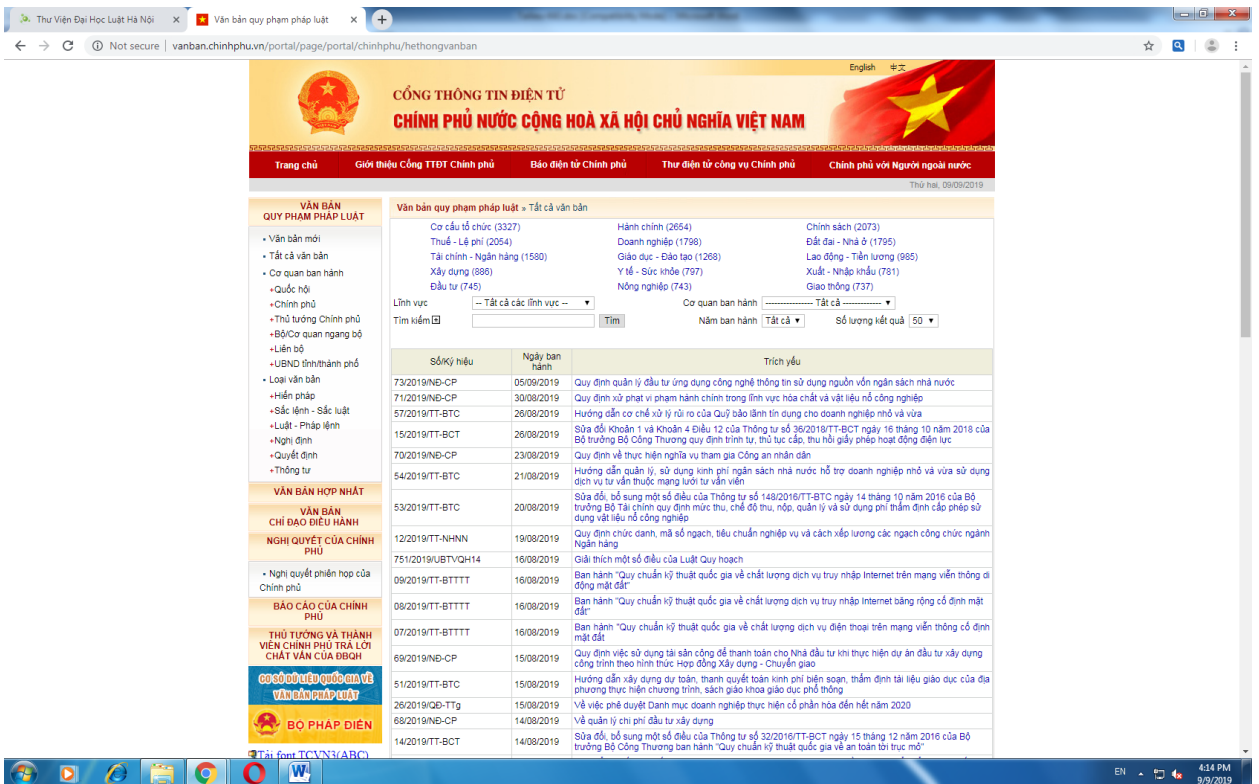 Thư Viện Đại Học Luật Hà Nội
Văn bản quy phạm pháp luật
Not secure | vanban.chinhphu.vn/portal/page/portal/chinhphu/hethongvanban
English 中文
CỔNG THÔNG TIN ĐIỆN TỬ
CHÍNH PHỦ NƯỚC CỘNG HOÀ XÃ HỘI CHỦ NGHĨA VIỆT NAM
Trang chủ Giới thiệu Cổng TTĐT Chính phủ Báo điện tử Chính phủ Thư điện tử công vụ Chính phủ Chính phủ với Người nước ngoài
Thứ hai, 09/09/2019
VĂN BẢN
QUY PHẠM PHÁP LUẬT
Văn bản mới
Tất cả văn bản
Cơ quan ban hành
+Quốc hội
+Chính phủ
+Thủ tướng Chính phủ
+Bộ/Cơ quan ngang bộ
+Liên bộ
+UBND tỉnh/thành phố
Loại văn bản
+Hiến pháp
+Sắc lệnh - Sắc luật
+Luật - Pháp lệnh
+Nghị định
+Quyết định
+Thông tư
VĂN BẢN HỢP NHẤT
VĂN BẢN
CHỈ ĐẠO ĐIỀU HÀNH
NGHỊ QUYẾT CỦA CHÍNH
PHỦ
Nghị quyết phiên họp của
Chính phủ
BÁO CÁO CỦA CHÍNH
PHỦ
THỦ TƯỚNG VÀ THÀNH
VIÊN CHÍNH PHỦ TRẢ LỜI
CHẤT VẤN CỦA ĐBQH
CƠ SỞ DỮ LIỆU QUỐC GIA VỀ
VĂN BẢN PHÁP LUẬT
BỘ PHÁP ĐIỂN
Tải font TCVN3(ABC)
Văn bản quy phạm pháp luật » Tất cả văn bản
Cơ cấu tổ chức (3327) Hành chính (2654) Chính sách (2073)
Thuế - Lệ phí (2054) Doanh nghiệp (1798) Đất đai - Nhà ở (1795)
Tài chính - Ngân hàng (1580) Giáo dục - Đào tạo (1268) Lao động - Tiền lương (985)
Xây dựng (886) Y tế - Sức khỏe (797) Xuất - Nhập khẩu (781)
Đầu tư (745) Nông nghiệp (743) Giao thông (737)
Lĩnh vực -- Tất cả các lĩnh vực -- Cơ quan ban hành ---------------- Tất cả -------------
Tìm kiếm Tìm Năm ban hành Tất cả Số lượng kết quả 50
Số/Ký hiệu Ngày ban hành Trích yếu
73/2019/NĐ-CP 05/09/2019 Quy định quản lý đầu tư ứng dụng công nghệ thông tin sử dụng nguồn vốn ngân sách nhà nước
71/2019/NĐ-CP 30/08/2019 Quy định xử phạt vi phạm hành chính trong lĩnh vực hóa chất và vật liệu nổ công nghiệp
57/2019/TT-BTC 26/08/2019 Hướng dẫn cơ chế xử lý rủi ro của Quỹ bảo lãnh tín dụng cho doanh nghiệp nhỏ và vừa
15/2019/TT-BCT 26/08/2019 Sửa đổi Khoản 1 và Khoản 4 Điều 12 của Thông tư số 36/2018/TT-BCT ngày 16 tháng 10 năm 2018 của
Bộ trưởng Bộ Công Thương quy định trình tự, thủ tục cấp, thu hồi giấy phép hoạt động điện lực
70/2019/NĐ-CP 23/08/2019 Quy định về thực hiện nghĩa vụ tham gia Công an nhân dân
54/2019/TT-BTC 21/08/2019 Hướng dẫn quản lý, sử dụng kinh phí ngân sách nhà nước hỗ trợ doanh nghiệp nhỏ và vừa sử dụng
dịch vụ tư vấn thuộc mạng lưới tư vấn viên
53/2019/TT-BTC 20/08/2019 Sửa đổi, bổ sung một số điều của Thông tư số 148/2016/TT-BTC ngày 14 tháng 10 năm 2016 của Bộ
trưởng Bộ Tài chính quy định mức thu, chế độ thu, nộp, quản lý và sử dụng phí thẩm định cấp phép sử
dụng vật liệu nổ công nghiệp
12/2019/TT-NHNN 19/08/2019 Quy định chức danh, mã số ngạch, tiêu chuẩn nghiệp vụ và cách xếp lương các ngạch công chức ngành
Ngân hàng
751/2019/UBTVQH14 16/08/2019 Giải thích một số điều của Luật Quy hoạch
09/2019/TT-BTTTT 16/08/2019 Ban hành "Quy chuẩn kỹ thuật quốc gia về chất lượng dịch vụ truy nhập Internet trên mạng viễn thông di
động mặt đất"
08/2019/TT-BTTTT 16/08/2019 Ban hành "Quy chuẩn kỹ thuật quốc gia về chất lượng dịch vụ truy nhập Internet băng rộng cố định mặt
đất"
07/2019/TT-BTTTT 16/08/2019 Ban hành "Quy chuẩn kỹ thuật quốc gia về chất lượng dịch vụ điện thoại trên mạng viễn thông cố định
mặt đất
69/2019/NĐ-CP 15/08/2019 Quy định việc sử dụng tài sản công để thanh toán cho Nhà đầu tư khi thực hiện dự án đầu tư xây dựng
công trình theo hình thức Hợp đồng Xây dựng - Chuyển giao
51/2019/TT-BTC 15/08/2019 Hướng dẫn xây dựng dự toán, thanh quyết toán kinh phí biên soạn, thẩm định tài liệu giáo dục của địa
phương thực hiện chương trình, sách giáo khoa giáo dục phổ thông
26/2019/QĐ-TTg 15/08/2019 Về việc phê duyệt Danh mục doanh nghiệp thực hiện cổ phần hóa đến hết năm 2020
68/2019/NĐ-CP 14/08/2019 Về quản lý chi phí đầu tư xây dựng
14/2019/TT-BCT 14/08/2019 Sửa đổi, bổ sung một số điều của Thông tư số 32/2016/TT-BCT ngày 15 tháng 12 năm 2016 của Bộ
trưởng Bộ Công Thương ban hành "Quy chuẩn kỹ thuật quốc gia về an toàn tời trục mỏ"
EN 4:14 PM
9/9/2019